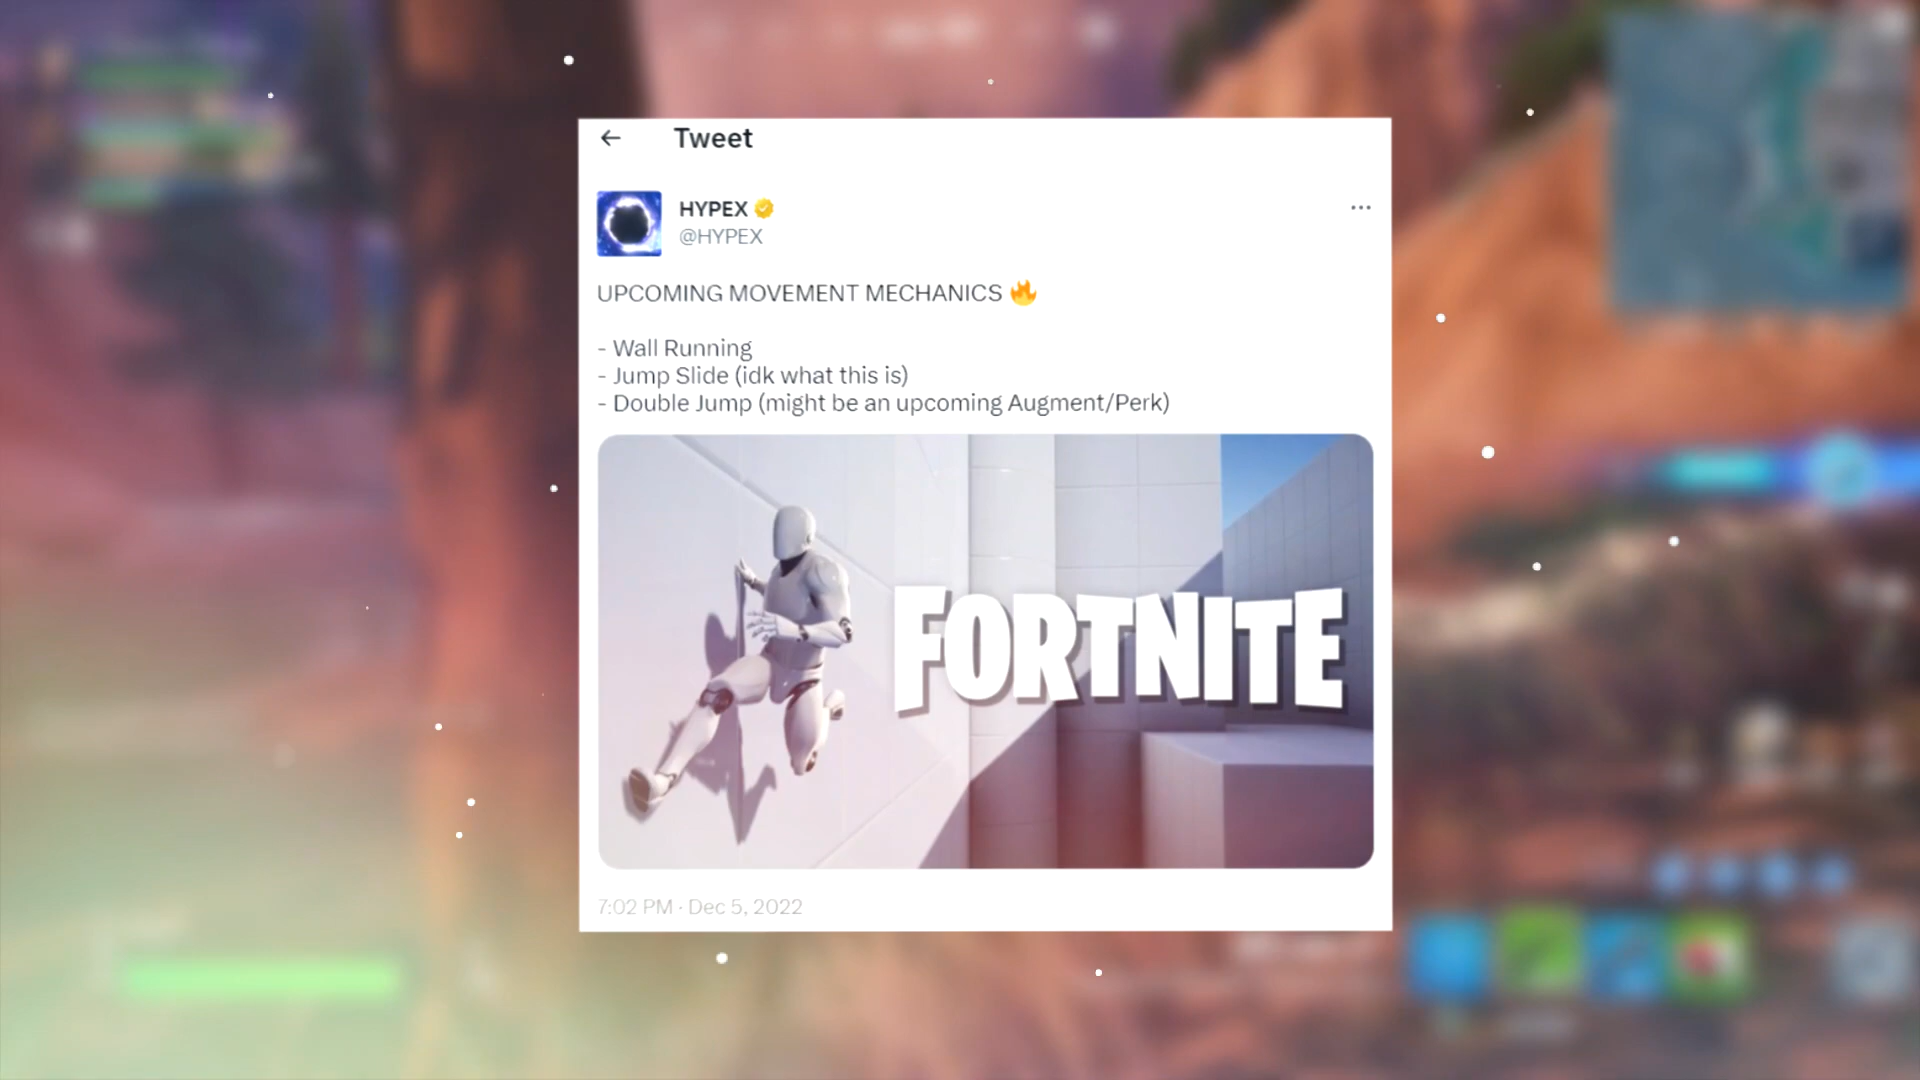 Tweet
HYPEX
@HYPEX
UPCOMING MOVEMENT MECHANICS 🔥
- Wall Running
- Jump Slide (idk what this is)
- Double Jump (might be an upcoming Augment/Perk)
FORTNITE
7:02 PM · Dec 5, 2022